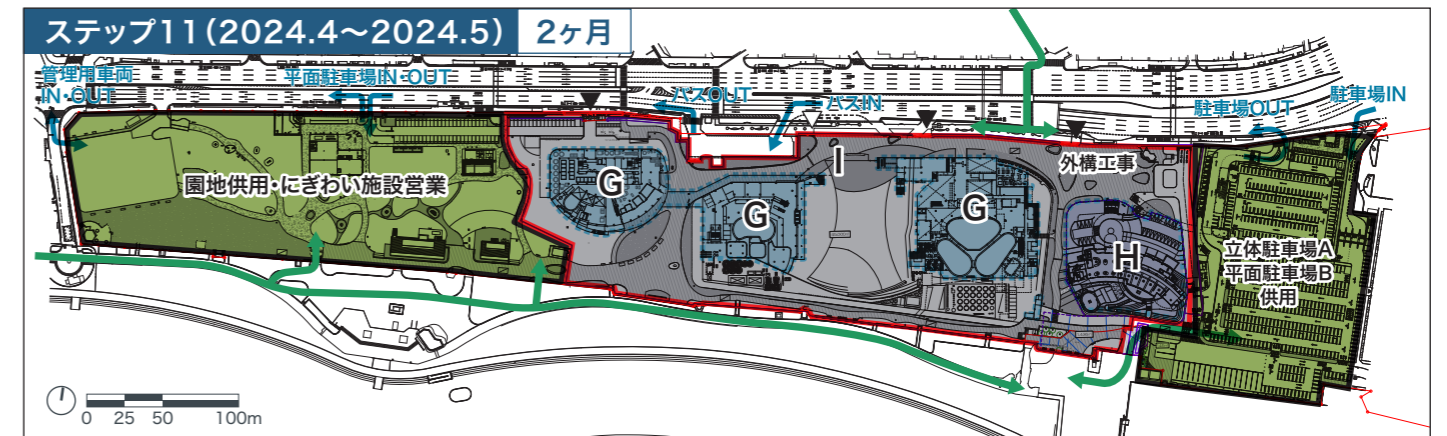 ステップ11(2024.4〜2024.5) 2ヶ月
管理用車両
IN・OUT
平面駐車場IN・OUT
バスOUT
バスIN
駐車場OUT
駐車場IN
園地供用・にぎわい施設営業
G
G
I
G
外構工事
H
立体駐車場A
平面駐車場B
供用
0 25 50 100m